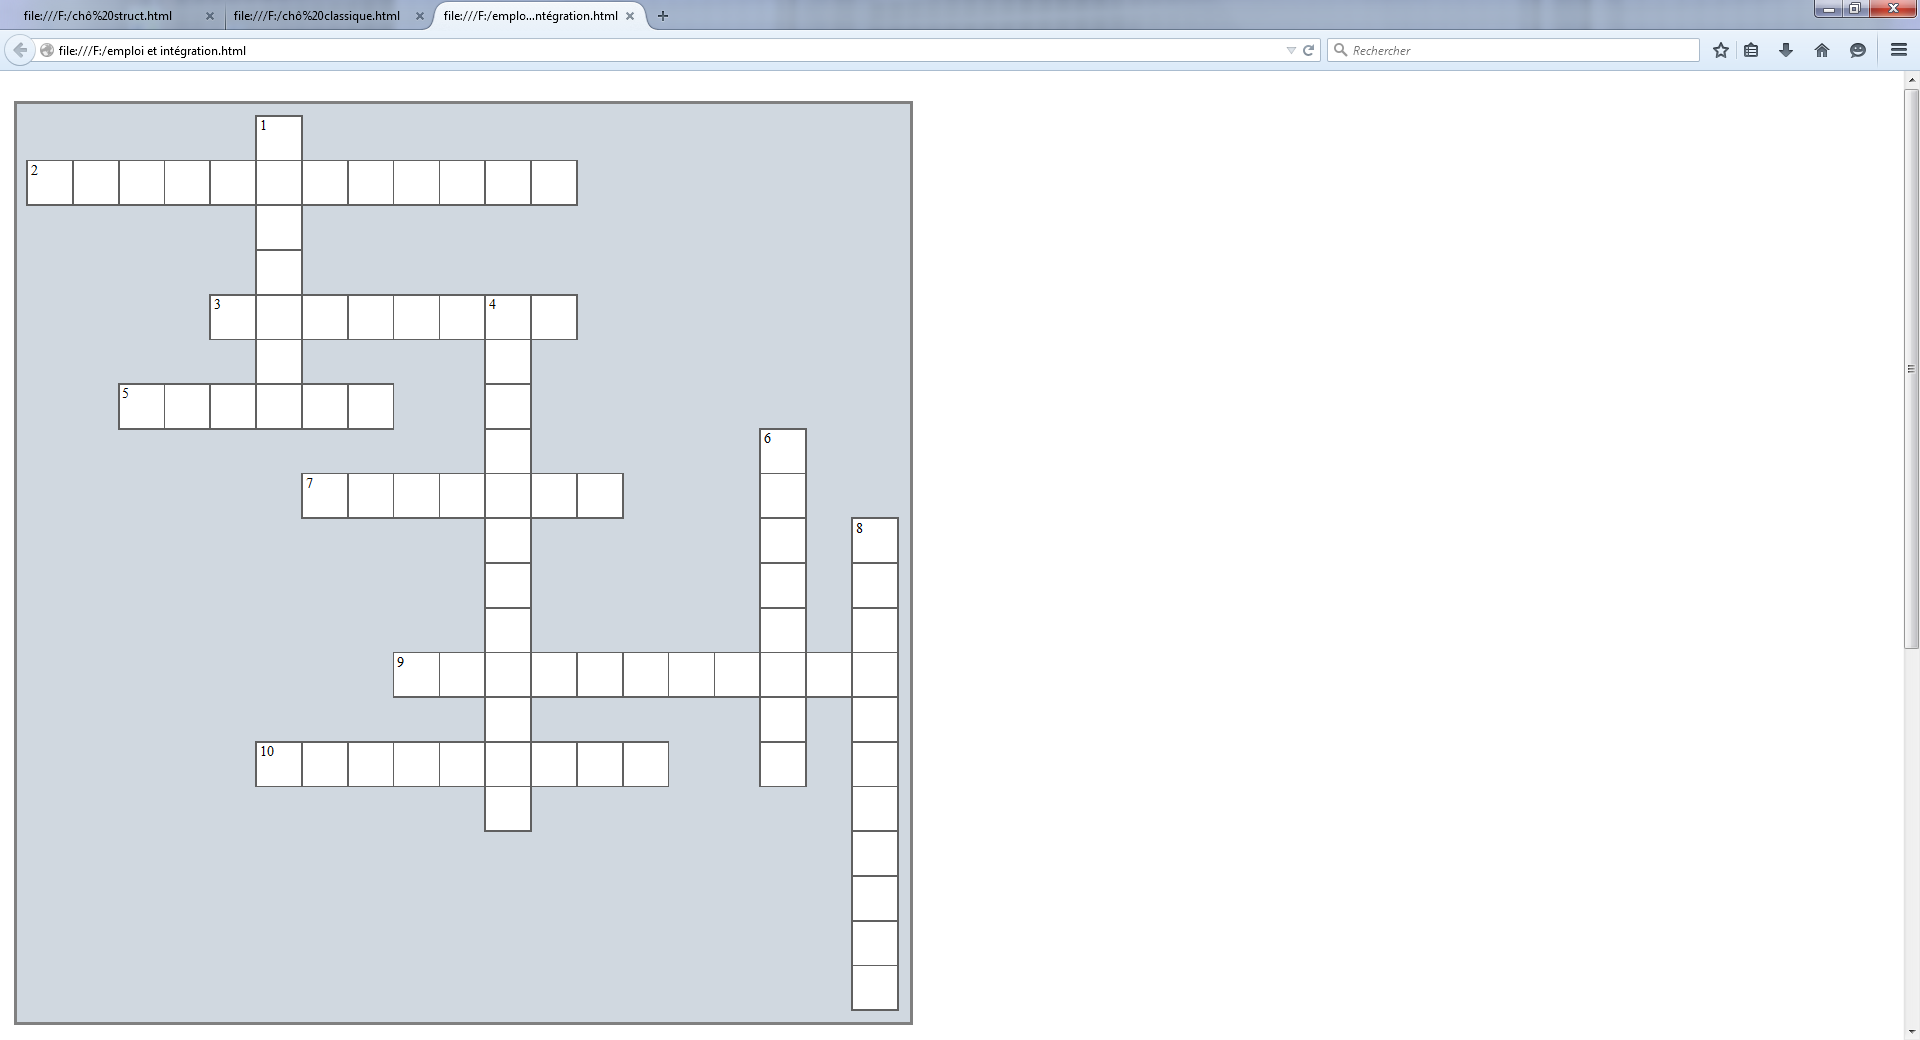 file:///F:/chô%20struct.html
file:///F:/chô%20classique.html
file:///F:/emplo...ntégration.html
file:///F:/emploi et intégration.html
Rechercher
1
2
3
4
5
6
7
8
9
10